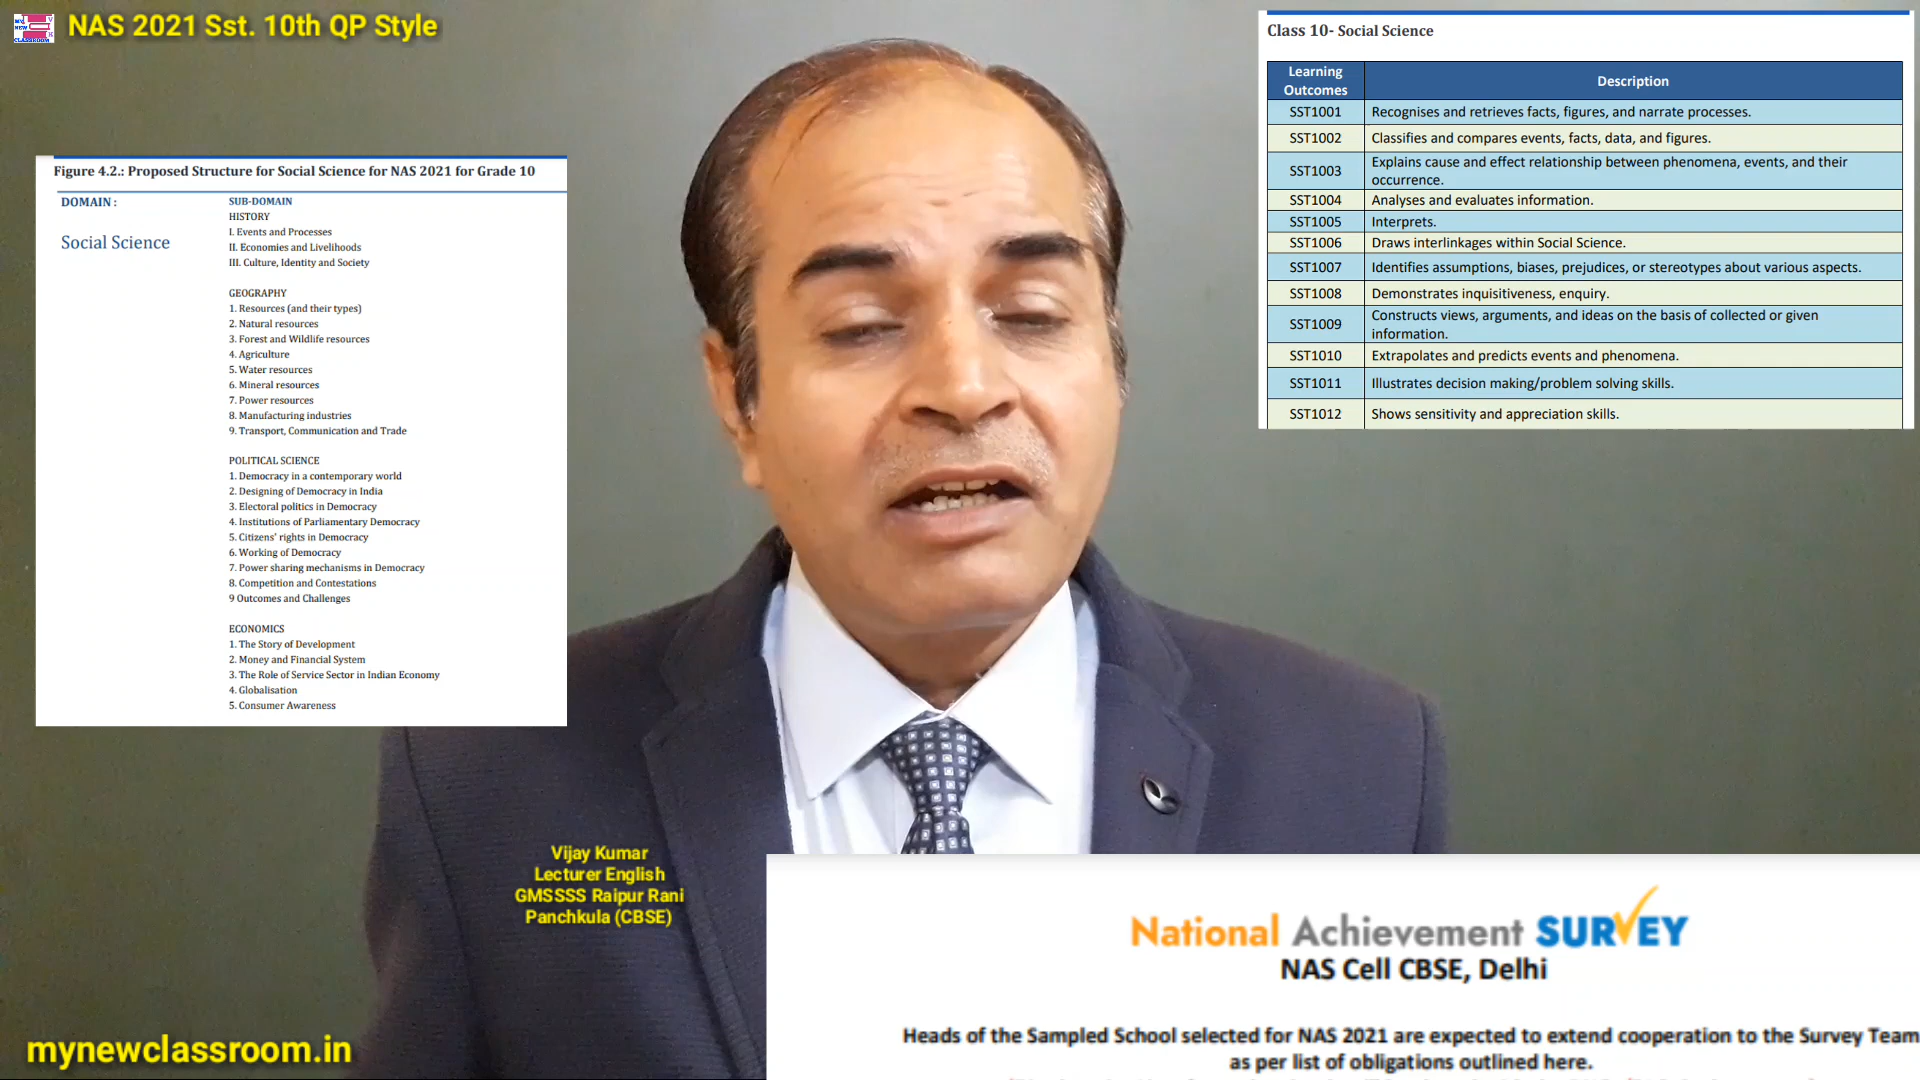 NAS 2021 Sst. 10th QP Style
Figure 4.2.: Proposed Structure for Social Science for NAS 2021 for Grade 10
DOMAIN :
Social Science
SUB-DOMAIN
HISTORY
I. Events and Processes
II. Economies and Livelihoods
III. Culture, Identity and Society
GEOGRAPHY
1. Resources (and their types)
2. Natural resources
3. Forest and Wildlife resources
4. Agriculture
5. Water resources
6. Mineral resources
7. Power resources
8. Manufacturing industries
9. Transport, Communication and Trade
POLITICAL SCIENCE
1. Democracy in a contemporary world
2. Designing of Democracy in India
3. Electoral politics in Democracy
4. Institutions of Parliamentary Democracy
5. Citizens' rights in Democracy
6. Working of Democracy
7. Power sharing mechanisms in Democracy
8. Competition and Contestations
9 Outcomes and Challenges
ECONOMICS
1. The Story of Development
2. Money and Financial System
3. The Role of Service Sector in Indian Economy
4. Globalisation
5. Consumer Awareness
Class 10- Social Science
Learning Outcomes Description
SST1001 Recognises and retrieves facts, figures, and narrate processes.
SST1002 Classifies and compares events, facts, data, and figures.
SST1003 Explains cause and effect relationship between phenomena, events, and their
occurrence.
SST1004 Analyses and evaluates information.
SST1005 Interprets.
SST1006 Draws interlinkages within Social Science.
SST1007 Identifies assumptions, biases, prejudices, or stereotypes about various aspects.
SST1008 Demonstrates inquisitiveness, enquiry.
SST1009 Constructs views, arguments, and ideas on the basis of collected or given
information.
SST1010 Extrapolates and predicts events and phenomena.
SST1011 Illustrates decision making/problem solving skills.
SST1012 Shows sensitivity and appreciation skills.
Vijay Kumar
Lecturer English
GMSSSS Raipur Rani
Panchkula (CBSE)
National Achievement SURVEY
NAS Cell CBSE, Delhi
Heads of the Sampled School selected for NAS 2021 are expected to extend cooperation to the Survey Team
as per list of obligations outlined here.
mynewclassroom.in